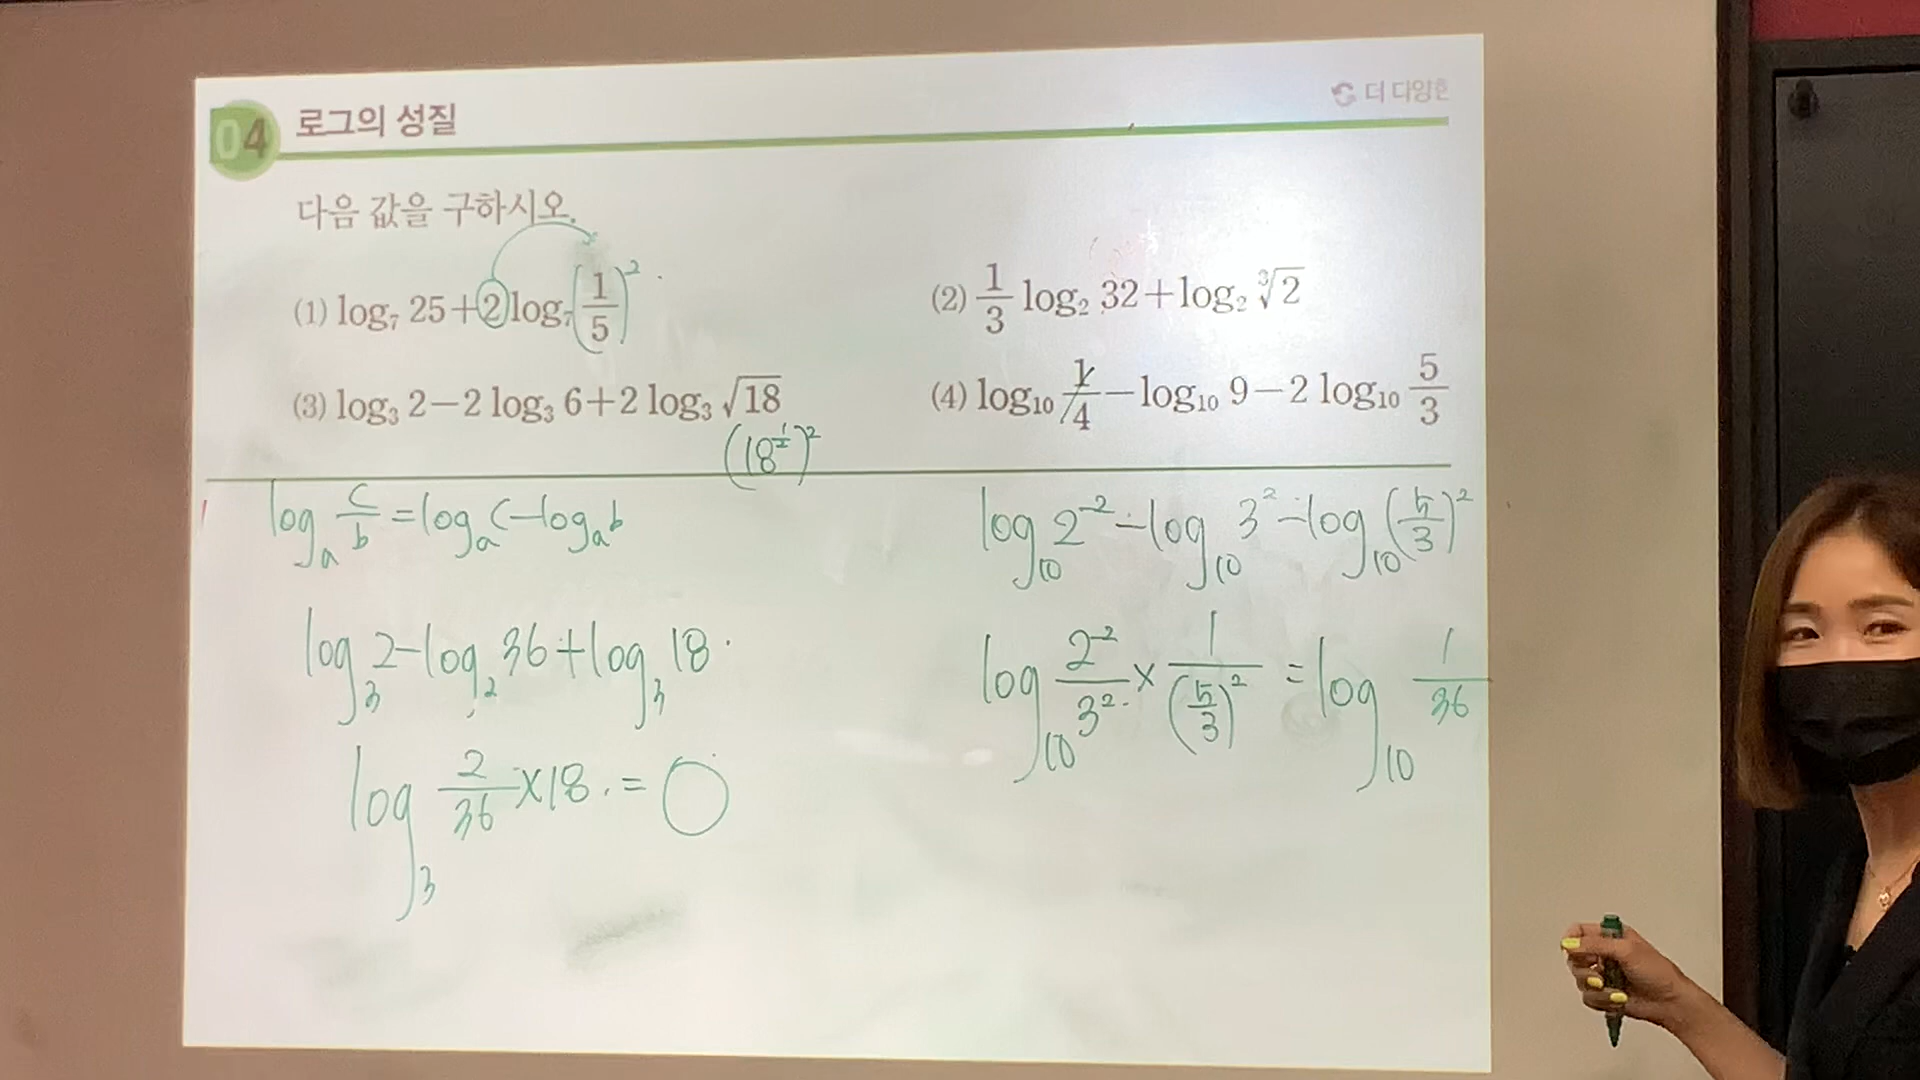 04 로그의 성질
더 다양한
다음 값을 구하시오.
(1) log₇ 25+2 log₇(1/5)²
(2) 1/3 log₂ 32+log₂ ∛2
(3) log₃ 2−2 log₃ 6+2 log₃ √18
(18^(1/2))²
(4) log₁₀ 1/4−log₁₀ 9−2 log₁₀ 5/3
logₐ c/b = logₐ c − logₐ b
log₃ 2 − log₂ 36 + log₃ 18
log₃ 2/36 × 18 = 0
log₁₀ 2⁻² − log₁₀ 3² − log₁₀ (5/3)²
log₁₀ 2⁻²/3² × 1/(5/3)² = log₁₀ 1/36